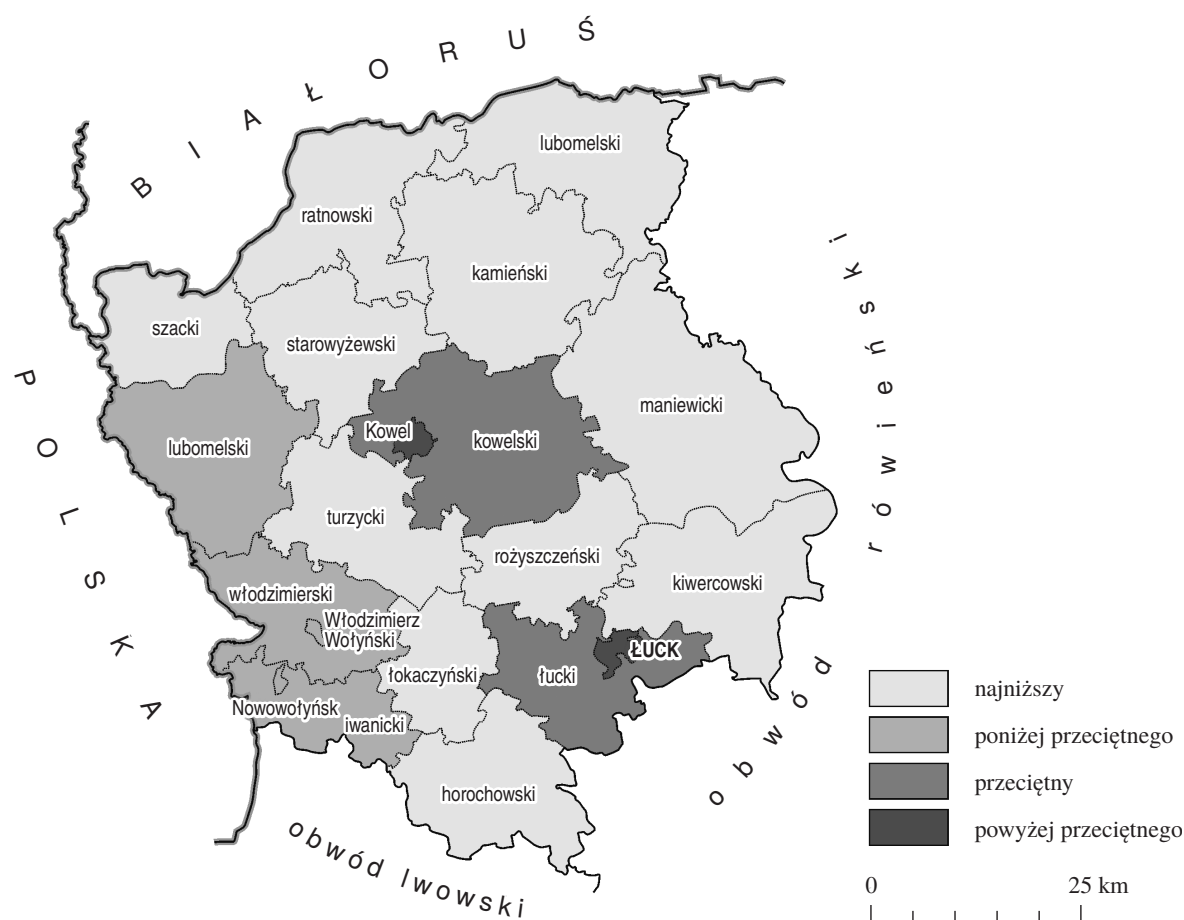 BIAŁORUŚ
lubomelski
ratnowski
kamieński
szacki
starowyżewski
maniewicki
Kowel
kowelski
lubomelski
turzycki
rożyszczeński
kiwercowski
włodzimierski
Włodzimierz
Wołyński
ŁUCK
łokaczyński
łucki
Nowowołyńsk
iwanicki
horochowski
POLSKA
obwód rówieński
obwód lwowski
najniższy
poniżej przeciętnego
przeciętny
powyżej przeciętnego
0 25 km